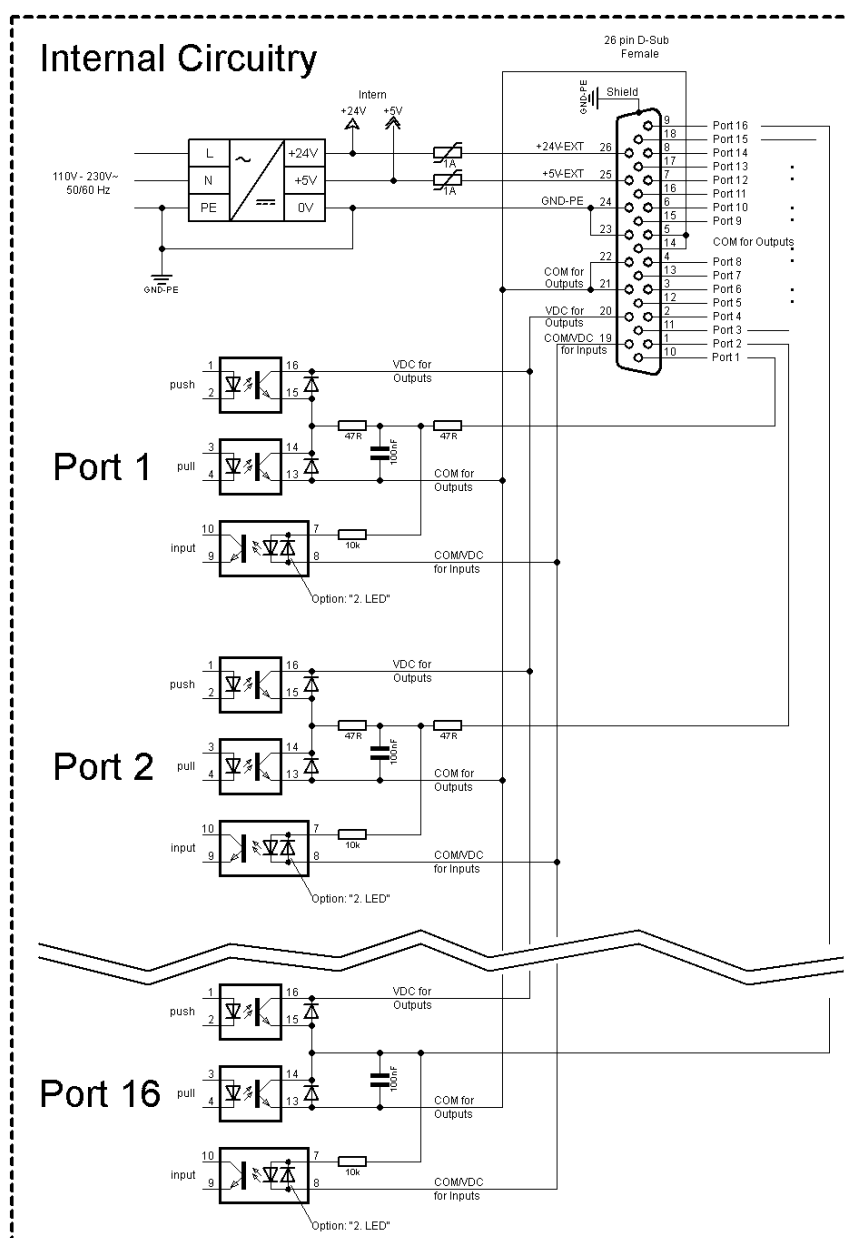 Internal Circuitry
26 pin D-Sub
Female
GND-PE
Shield
Intern
+24V +5V
L
N
PE
+24V
+5V
0V
110V - 230V~
50/60 Hz
GND-PE
1A
1A
+24V-EXT 26
+5V-EXT 25
GND-PE 24
23
22
COM for
Outputs
21
VDC for
Outputs
20
COM/VDC
for Inputs
19
9
Port 16
18
Port 15
8
Port 14
17
Port 13
7
Port 12
16
Port 11
6
Port 10
15
Port 9
5
14
COM for Outputs
4
Port 8
13
Port 7
3
Port 6
12
Port 5
2
Port 4
11
Port 3
1
Port 2
10
Port 1
Port 1
push
1
2
16
15
VDC for
Outputs
47R
100nF
47R
pull
3
4
14
13
COM for
Outputs
input
10
9
7
8
10k
COM/VDC
for Inputs
Option: "2. LED"
Port 2
push
1
2
16
15
VDC for
Outputs
47R
100nF
47R
pull
3
4
14
13
COM for
Outputs
input
10
9
7
8
10k
COM/VDC
for Inputs
Option: "2. LED"
Port 16
push
1
2
16
15
VDC for
Outputs
100nF
pull
3
4
14
13
COM for
Outputs
input
10
9
7
8
10k
COM/VDC
for Inputs
Option: "2. LED"